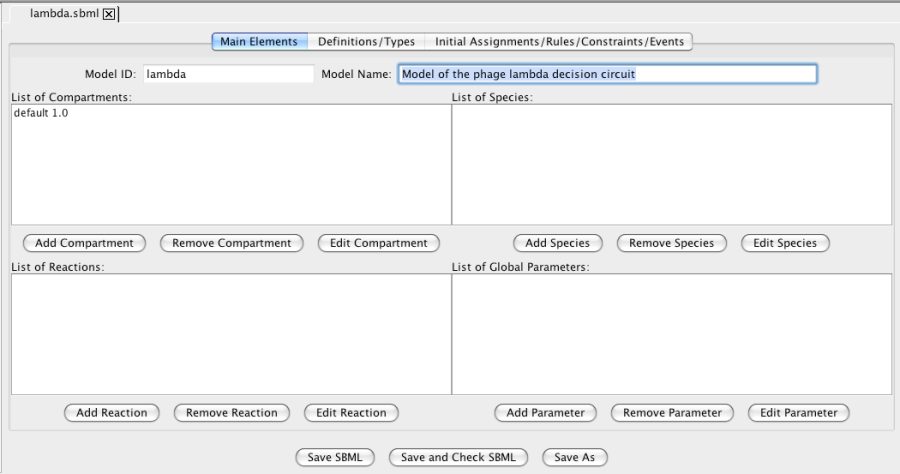 lambda.sbml
Main Elements Definitions/Types Initial Assignments/Rules/Constraints/Events
Model ID: lambda Model Name: Model of the phage lambda decision circuit
List of Compartments: List of Species:
default 1.0
Add Compartment Remove Compartment Edit Compartment Add Species Remove Species Edit Species
List of Reactions: List of Global Parameters:
Add Reaction Remove Reaction Edit Reaction Add Parameter Remove Parameter Edit Parameter
Save SBML Save and Check SBML Save As